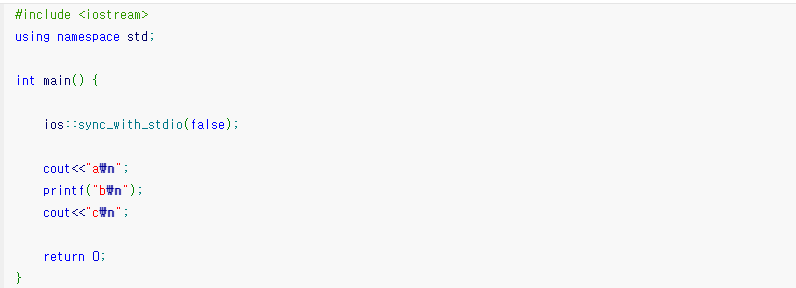 #include <iostream>
using namespace std;
int main() {
ios::sync_with_stdio(false);
cout<<"a₩n";
printf("b₩n");
cout<<"c₩n";
return 0;
}